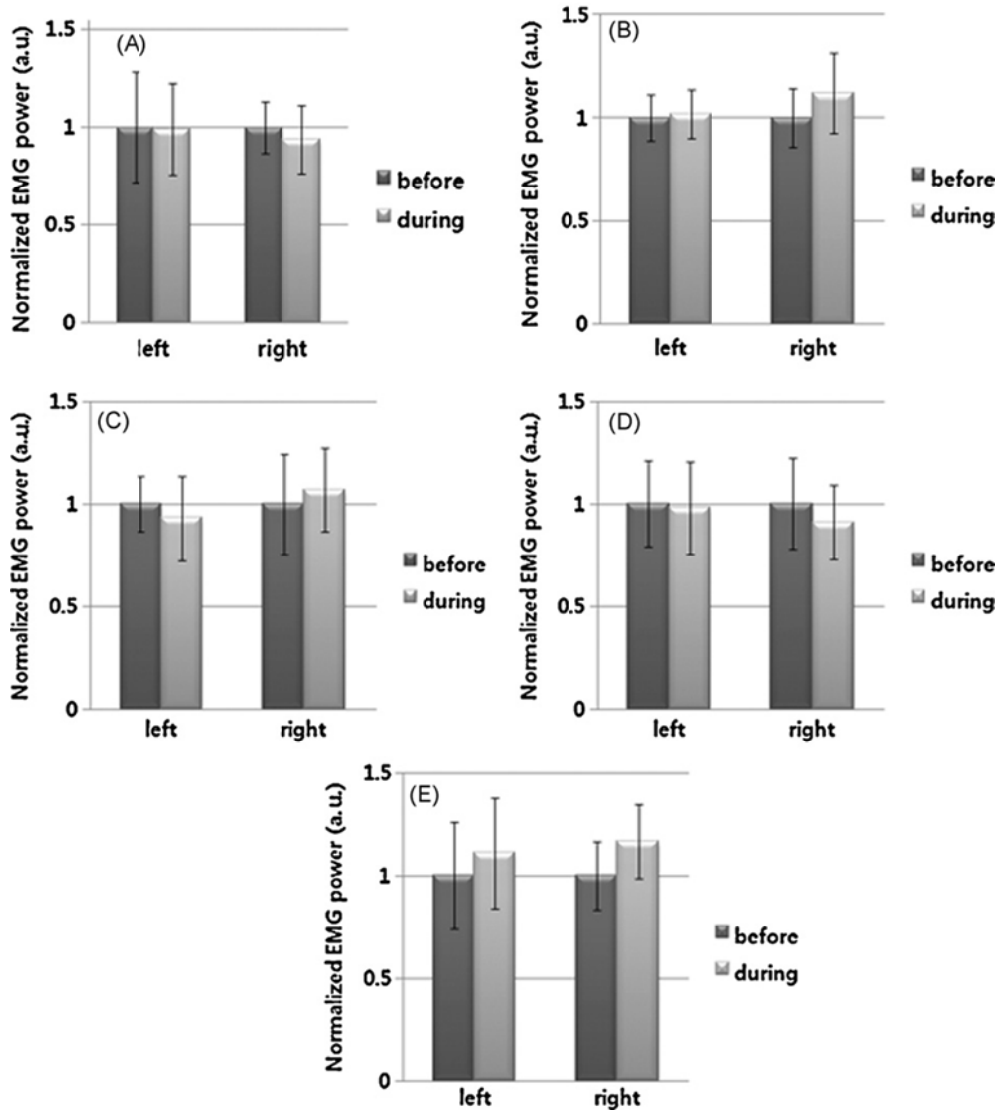 (A)
Normalized EMG power (a.u.)
1.5
1
0.5
0
left right
before
during
(B)
Normalized EMG power (a.u.)
1.5
1
0.5
0
left right
before
during
(C)
Normalized EMG power (a.u.)
1.5
1
0.5
0
left right
before
during
(D)
Normalized EMG power (a.u.)
1.5
1
0.5
0
left right
before
during
(E)
Normalized EMG power (a.u.)
1.5
1
0.5
0
left right
before
during